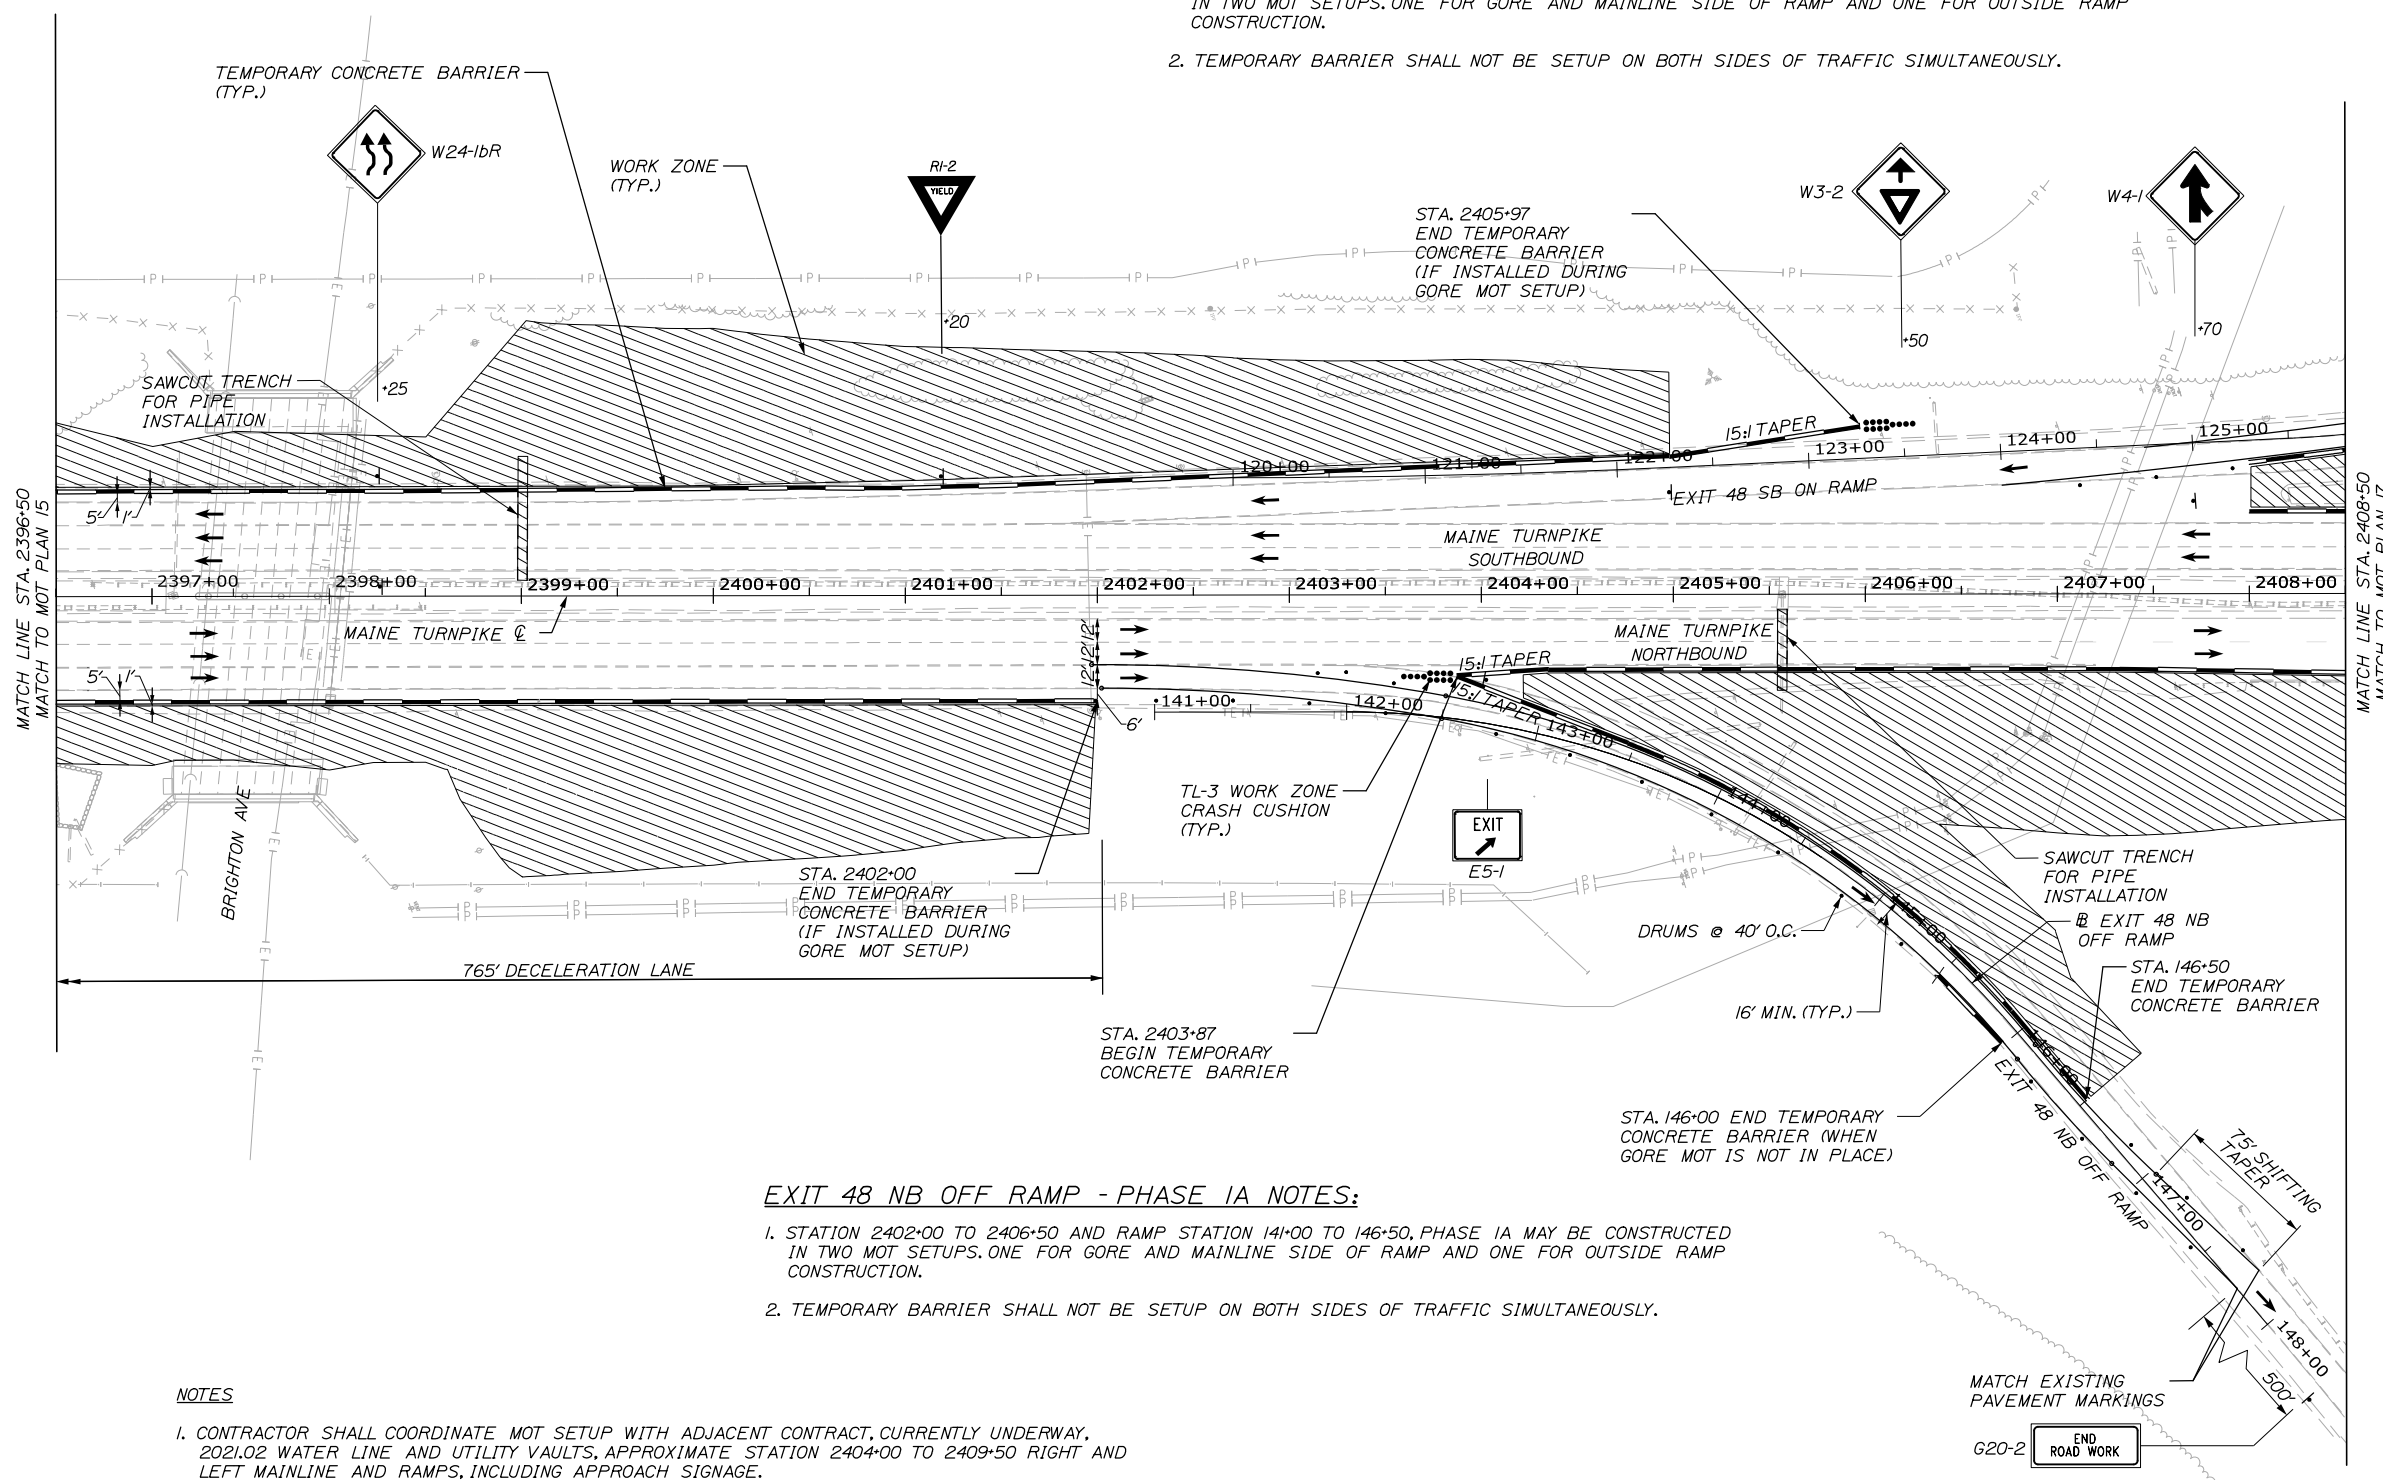 IN TWO MOT SETUPS. ONE FOR GORE AND MAINLINE SIDE OF RAMP AND ONE FOR OUTSIDE RAMP
CONSTRUCTION.
2. TEMPORARY BARRIER SHALL NOT BE SETUP ON BOTH SIDES OF TRAFFIC SIMULTANEOUSLY.
TEMPORARY CONCRETE BARRIER
(TYP.)
W24-1bR
WORK ZONE
(TYP.)
R1-2
YIELD
W3-2
W4-1
STA. 2405+97
END TEMPORARY
CONCRETE BARRIER
(IF INSTALLED DURING
GORE MOT SETUP)
+20
+50
+70
+25
SAWCUT TRENCH
FOR PIPE
INSTALLATION
15:1 TAPER
120+00
121+00
122+00
123+00
124+00
125+00
EXIT 48 SB ON RAMP
5'
1'
MATCH LINE STA. 2396+50
MATCH TO MOT PLAN 15
MATCH LINE STA. 2408+50
MATCH TO MOT PLAN 17
MAINE TURNPIKE
SOUTHBOUND
2397+00
2398+00
2399+00
2400+00
2401+00
2402+00
2403+00
2404+00
2405+00
2406+00
2407+00
2408+00
MAINE TURNPIKE ℄
12'
12'
12'
MAINE TURNPIKE
NORTHBOUND
15:1 TAPER
15:1 TAPER
5'
1'
6'
141+00
142+00
143+00
144+00
145+00
146+00
147+00
148+00
TL-3 WORK ZONE
CRASH CUSHION
(TYP.)
EXIT
E5-1
BRIGHTON AVE
STA. 2402+00
END TEMPORARY
CONCRETE BARRIER
(IF INSTALLED DURING
GORE MOT SETUP)
765' DECELERATION LANE
DRUMS @ 40' O.C.
SAWCUT TRENCH
FOR PIPE
INSTALLATION
BL EXIT 48 NB
OFF RAMP
STA. 146+50
END TEMPORARY
CONCRETE BARRIER
16' MIN. (TYP.)
STA. 2403+87
BEGIN TEMPORARY
CONCRETE BARRIER
STA. 146+00 END TEMPORARY
CONCRETE BARRIER (WHEN
GORE MOT IS NOT IN PLACE)
EXIT 48 NB OFF RAMP
75' SHIFTING
TAPER
EXIT 48 NB OFF RAMP - PHASE 1A NOTES:
1. STATION 2402+00 TO 2406+50 AND RAMP STATION 141+00 TO 146+50, PHASE 1A MAY BE CONSTRUCTED
IN TWO MOT SETUPS. ONE FOR GORE AND MAINLINE SIDE OF RAMP AND ONE FOR OUTSIDE RAMP
CONSTRUCTION.
2. TEMPORARY BARRIER SHALL NOT BE SETUP ON BOTH SIDES OF TRAFFIC SIMULTANEOUSLY.
MATCH EXISTING
PAVEMENT MARKINGS
500'
G20-2
END
ROAD WORK
NOTES
1. CONTRACTOR SHALL COORDINATE MOT SETUP WITH ADJACENT CONTRACT, CURRENTLY UNDERWAY,
2021.02 WATER LINE AND UTILITY VAULTS, APPROXIMATE STATION 2404+00 TO 2409+50 RIGHT AND
LEFT MAINLINE AND RAMPS, INCLUDING APPROACH SIGNAGE.